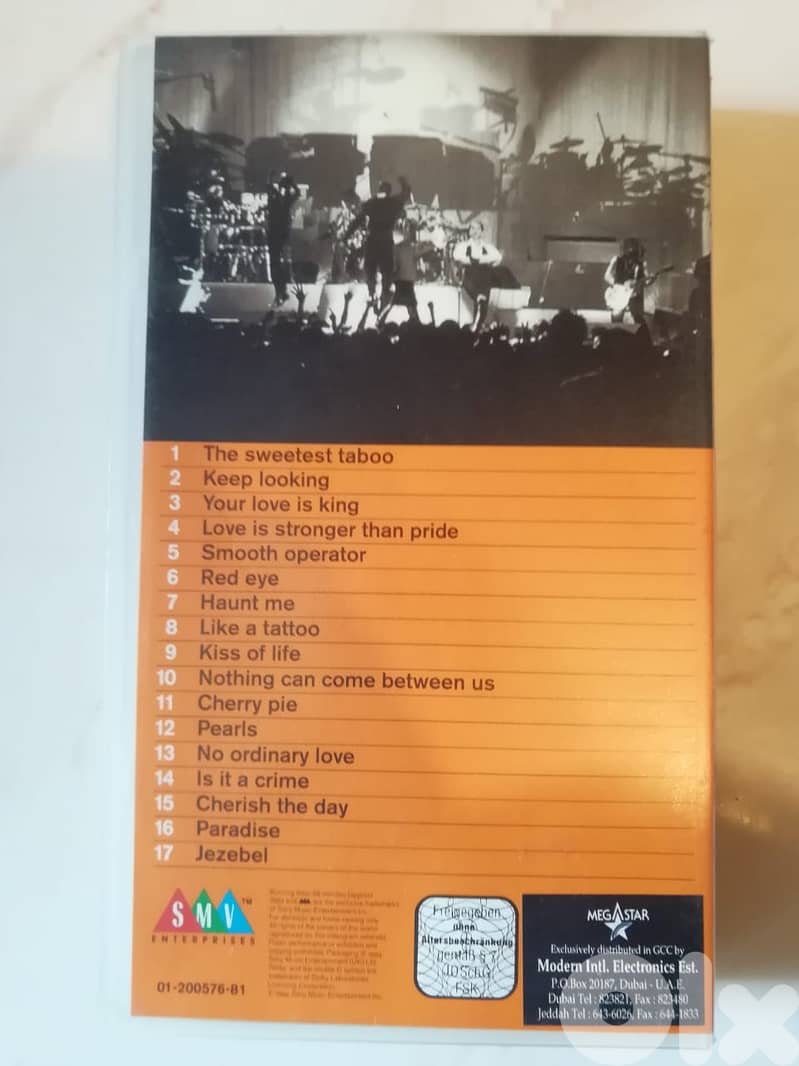 1 The sweetest taboo
2 Keep looking
3 Your love is king
4 Love is stronger than pride
5 Smooth operator
6 Red eye
7 Haunt me
8 Like a tattoo
9 Kiss of life
10 Nothing can come between us
11 Cherry pie
12 Pearls
13 No ordinary love
14 Is it a crime
15 Cherish the day
16 Paradise
17 Jezebel
SMV TM
ENTERPRISES
01-200576-81
Freigegeben
ohne
Altersbeschränkung
gemäß § 7
JÖSchG
FSK
MEGASTAR
Exclusively distributed in GCC by
Modern Intl. Electronics Est.
P.O.Box 20187, Dubai - U.A.E.
Dubai Tel : 823821, Fax : 823480
Jeddah Tel : 643-6026, Fax : 644-1833
olx